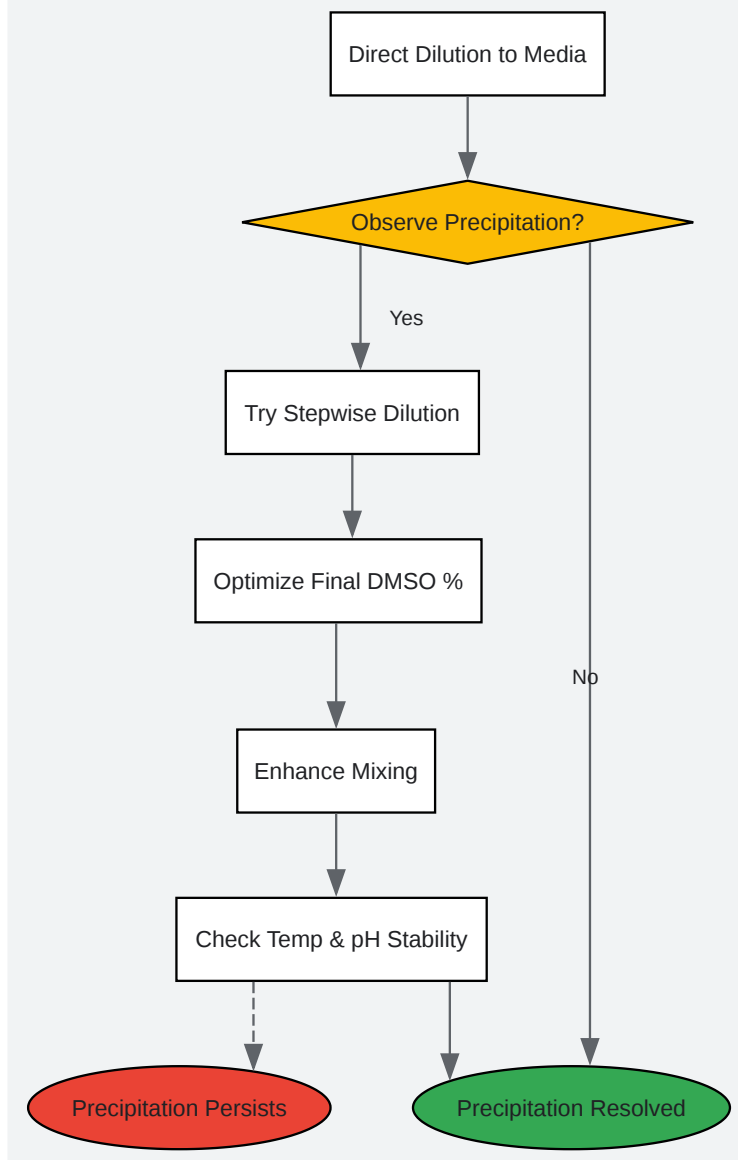 Direct Dilution to Media
Observe Precipitation?
Yes
Try Stepwise Dilution
Optimize Final DMSO %
No
Enhance Mixing
Check Temp & pH Stability
Precipitation Persists
Precipitation Resolved